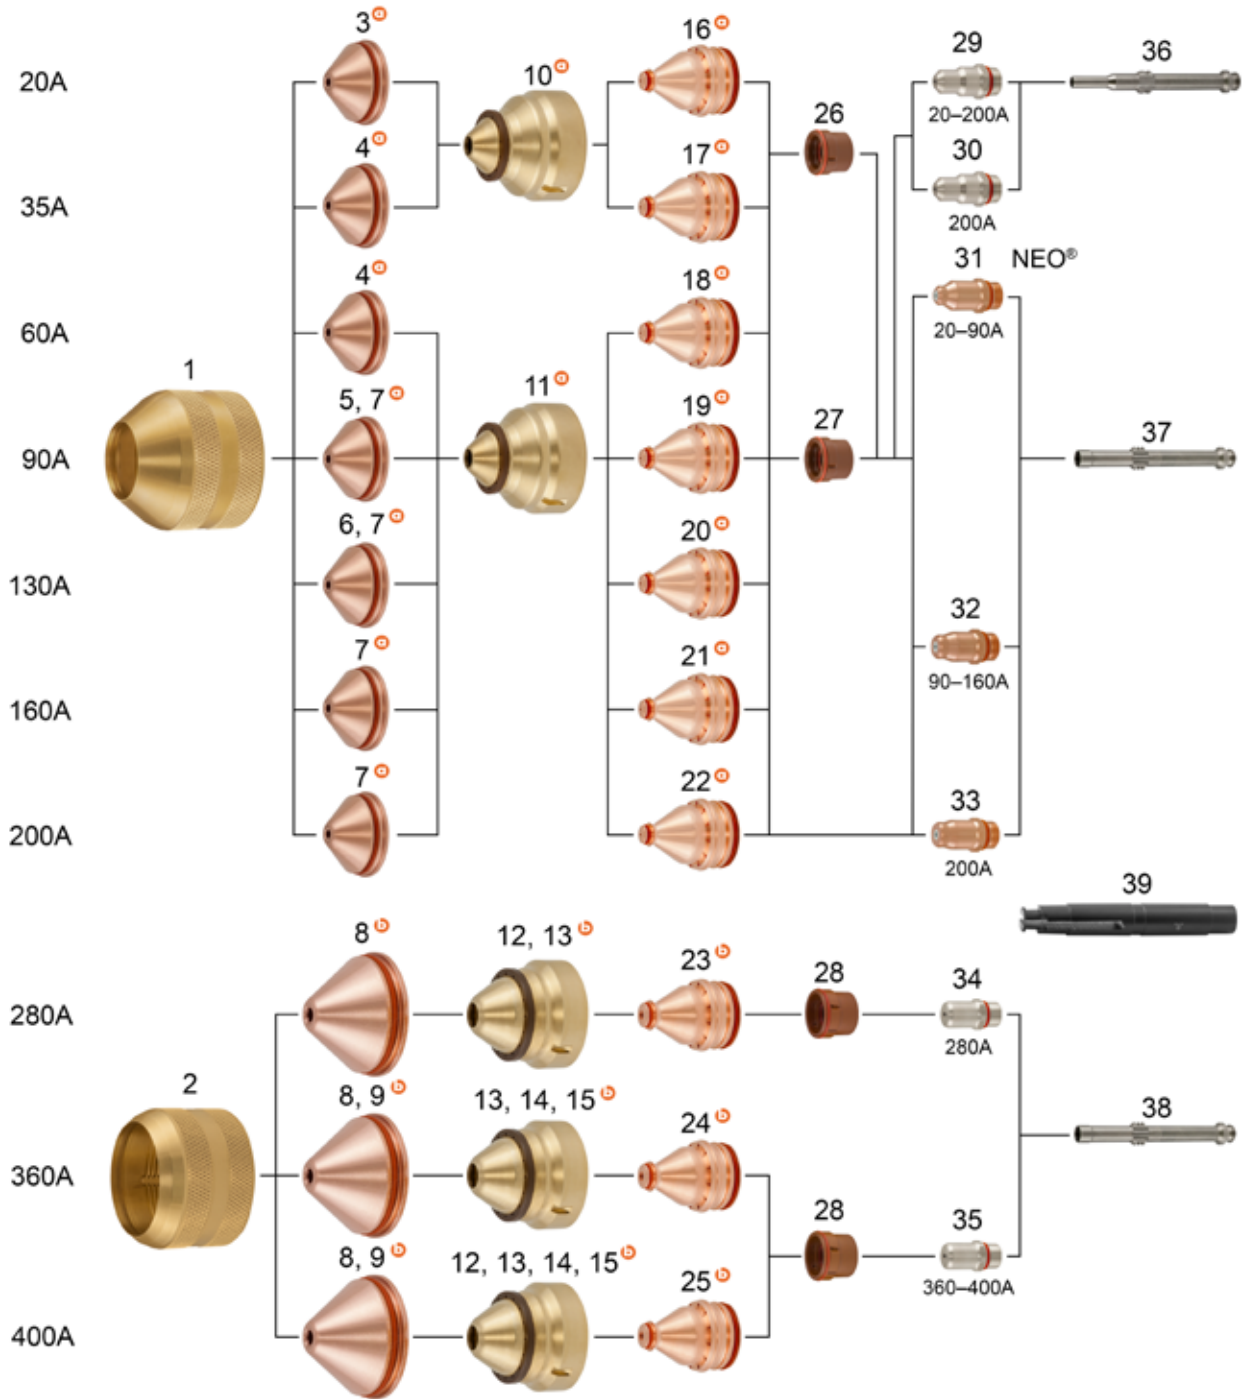 3 a
16 a
29
36
20A
10 a
26
20–200A
4 a
17 a
30
35A
200A
31 NEO®
4 a
18 a
60A
20–90A
1
5, 7 a
11 a
19 a
27
37
90A
6, 7 a
20 a
130A
32
7 a
21 a
90–160A
160A
7 a
22 a
33
200A
200A
39
8 b
12, 13 b
23 b
28
34
280A
280A
2
8, 9 b
13, 14, 15 b
24 b
38
360A
28
35
8, 9 b
12, 13, 14, 15 b
25 b
360–400A
400A